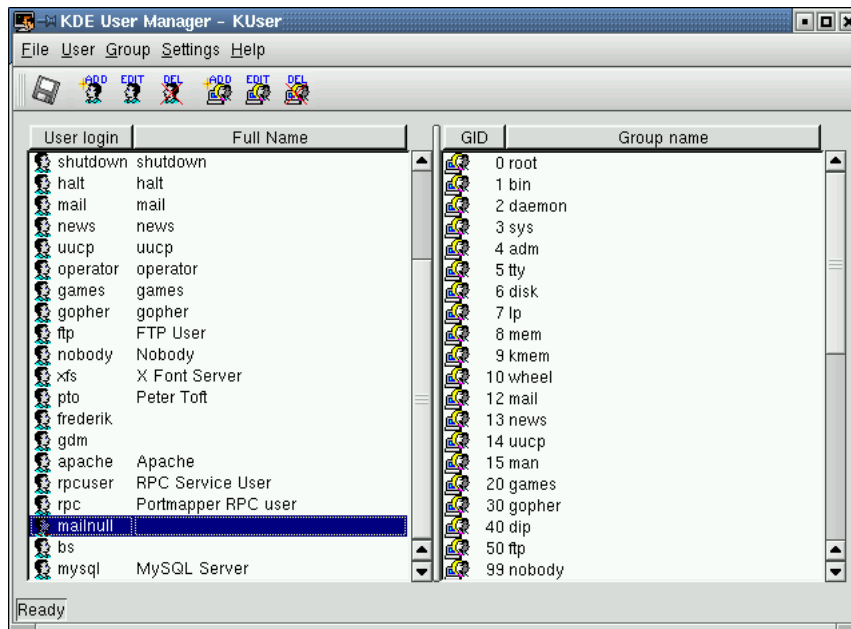 KDE User Manager - KUser
File User Group Settings Help
ADD EDIT DEL ADD EDIT DEL
User login Full Name
shutdown shutdown
halt halt
mail mail
news news
uucp uucp
operator operator
games games
gopher gopher
ftp FTP User
nobody Nobody
xfs X Font Server
pto Peter Toft
frederik
gdm
apache Apache
rpcuser RPC Service User
rpc Portmapper RPC user
mailnull
bs
mysql MySQL Server
GID Group name
0 root
1 bin
2 daemon
3 sys
4 adm
5 tty
6 disk
7 lp
8 mem
9 kmem
10 wheel
12 mail
13 news
14 uucp
15 man
20 games
30 gopher
40 dip
50 ftp
99 nobody
Ready